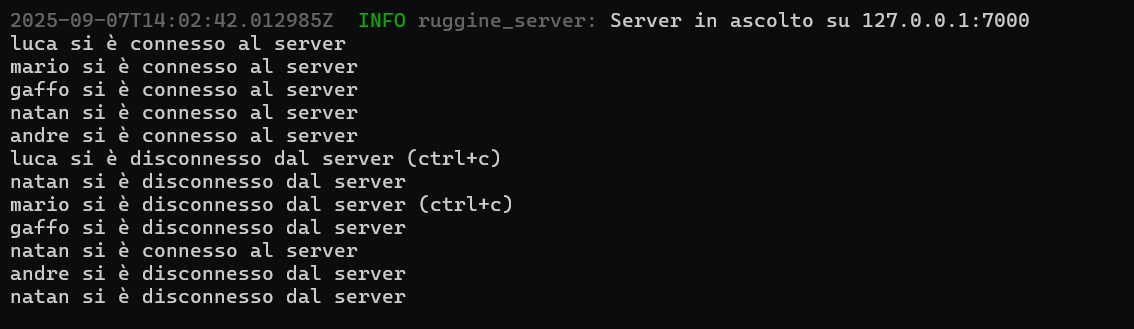 2025-09-07T14:02:42.012985Z  INFO ruggine_server: Server in ascolto su 127.0.0.1:7000
luca si è connesso al server
mario si è connesso al server
gaffo si è connesso al server
natan si è connesso al server
andre si è connesso al server
luca si è disconnesso dal server (ctrl+c)
natan si è disconnesso dal server
mario si è disconnesso dal server (ctrl+c)
gaffo si è disconnesso dal server
natan si è connesso al server
andre si è disconnesso dal server
natan si è disconnesso dal server